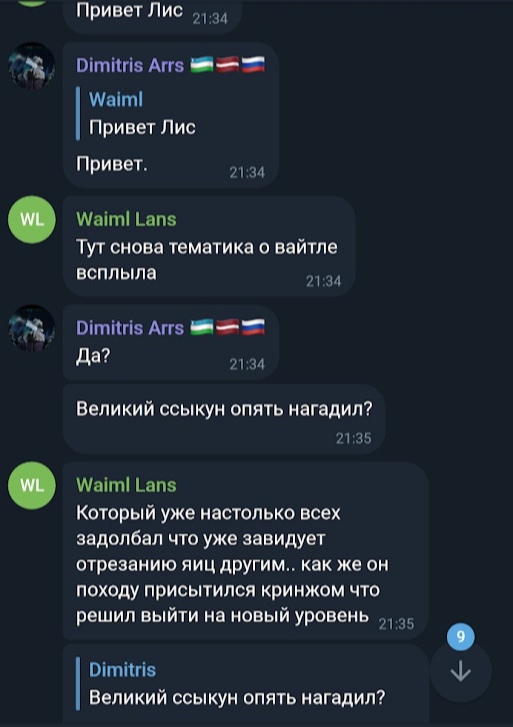 Привет Лис 21:34
Dimitris Arrs 🇺🇿🇱🇻🇷🇺
Waiml
Привет Лис
Привет. 21:34
WL Waiml Lans
Тут снова тематика о вайтле
всплыла 21:34
Dimitris Arrs 🇺🇿🇱🇻🇷🇺
Да? 21:34
Великий ссыкун опять нагадил?
21:35
WL Waiml Lans
Который уже настолько всех
задолбал что уже завидует
отрезанию яиц другим.. как же он
походу присытился кринжом что
решил выйти на новый уровень 21:35
9
Dimitris
Великий ссыкун опять нагадил?